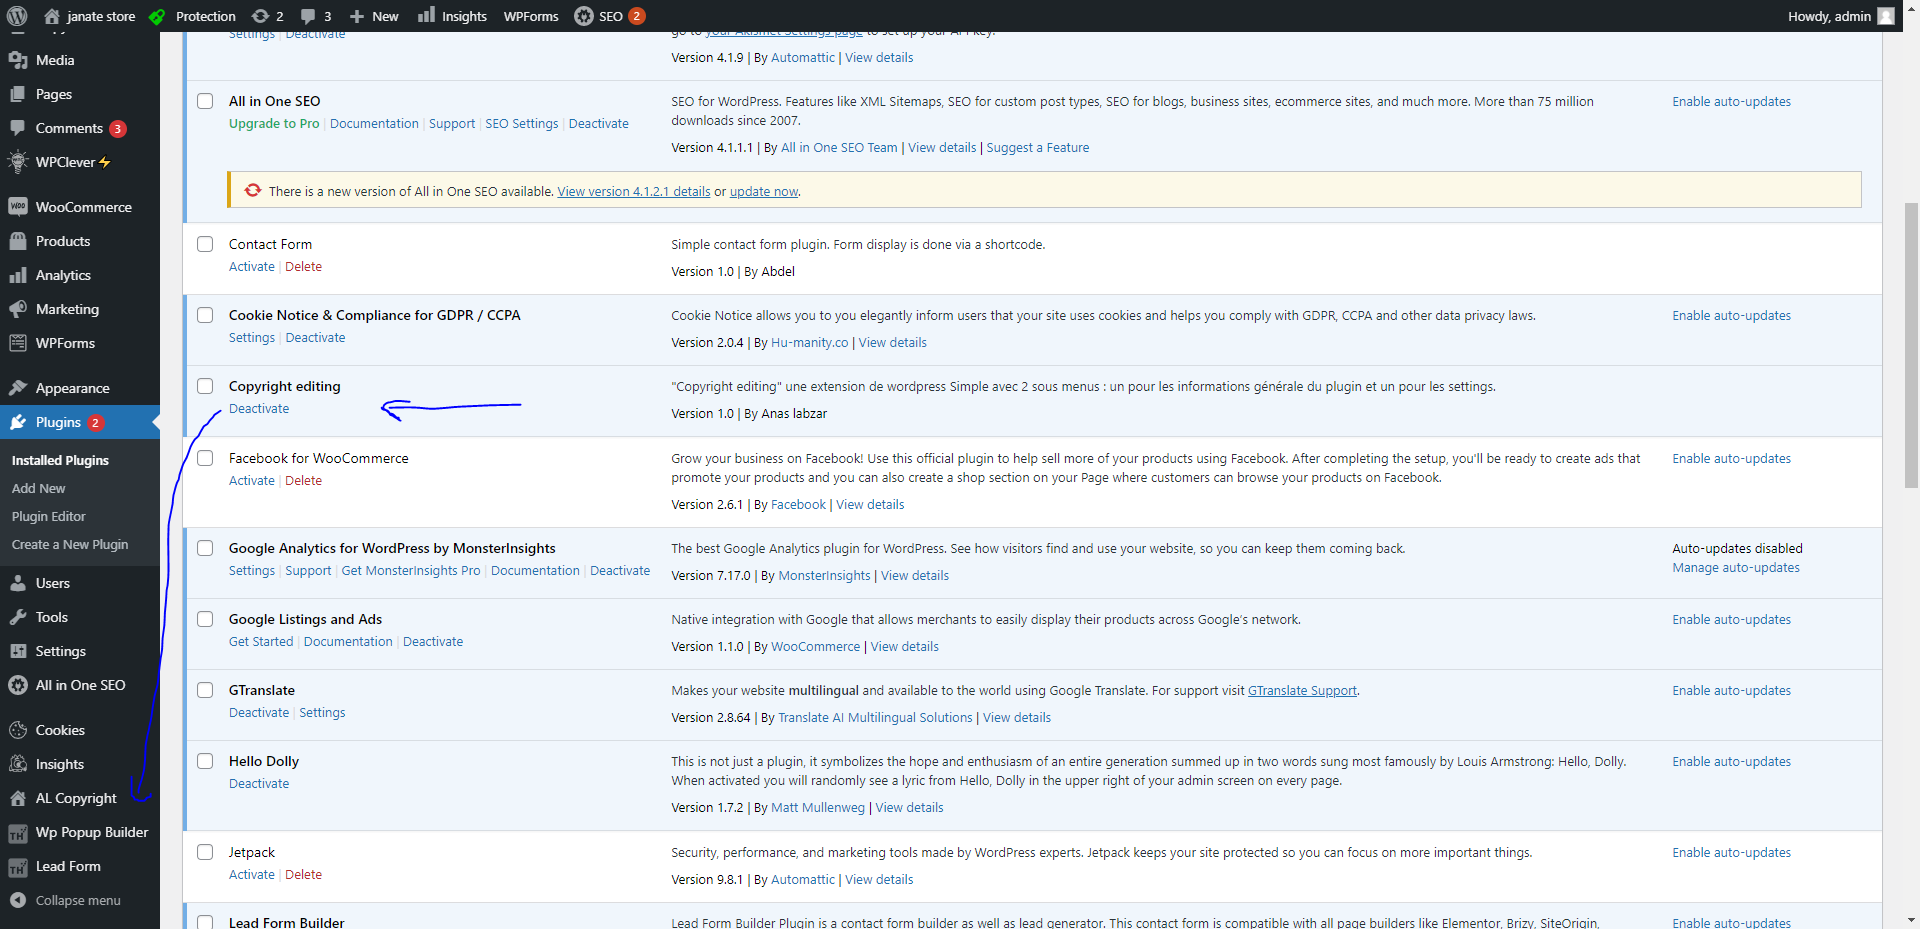 janate store Protection 2 3 New Insights WPForms SEO 2 Howdy, admin
Media
Pages
Comments 3
WPClever
WooCommerce
Products
Analytics
Marketing
WPForms
Appearance
Plugins 2
Installed Plugins
Add New
Plugin Editor
Create a New Plugin
Users
Tools
Settings
All in One SEO
Cookies
Insights
AL Copyright
Wp Popup Builder
Lead Form
Collapse menu
Settings | Deactivate
go to your Akismet Settings page to set up your API key.
Version 4.1.9 | By Automattic | View details
All in One SEO
Upgrade to Pro | Documentation | Support | SEO Settings | Deactivate
SEO for WordPress. Features like XML Sitemaps, SEO for custom post types, SEO for blogs, business sites, ecommerce sites, and much more. More than 75 million
downloads since 2007.
Version 4.1.1.1 | By All in One SEO Team | View details | Suggest a Feature
Enable auto-updates
There is a new version of All in One SEO available. View version 4.1.2.1 details or update now.
Contact Form
Activate | Delete
Simple contact form plugin. Form display is done via a shortcode.
Version 1.0 | By Abdel
Cookie Notice & Compliance for GDPR / CCPA
Settings | Deactivate
Cookie Notice allows you to you elegantly inform users that your site uses cookies and helps you comply with GDPR, CCPA and other data privacy laws.
Version 2.0.4 | By Hu-manity.co | View details
Enable auto-updates
Copyright editing
Deactivate
"Copyright editing" une extension de wordpress Simple avec 2 sous menus : un pour les informations générale du plugin et un pour les settings.
Version 1.0 | By Anas labzar
Facebook for WooCommerce
Activate | Delete
Grow your business on Facebook! Use this official plugin to help sell more of your products using Facebook. After completing the setup, you'll be ready to create ads that
promote your products and you can also create a shop section on your Page where customers can browse your products on Facebook.
Version 2.6.1 | By Facebook | View details
Enable auto-updates
Google Analytics for WordPress by MonsterInsights
Settings | Support | Get MonsterInsights Pro | Documentation | Deactivate
The best Google Analytics plugin for WordPress. See how visitors find and use your website, so you can keep them coming back.
Version 7.17.0 | By MonsterInsights | View details
Auto-updates disabled
Manage auto-updates
Google Listings and Ads
Get Started | Documentation | Deactivate
Native integration with Google that allows merchants to easily display their products across Google's network.
Version 1.1.0 | By WooCommerce | View details
Enable auto-updates
GTranslate
Deactivate | Settings
Makes your website multilingual and available to the world using Google Translate. For support visit GTranslate Support.
Version 2.8.64 | By Translate AI Multilingual Solutions | View details
Enable auto-updates
Hello Dolly
Deactivate
This is not just a plugin, it symbolizes the hope and enthusiasm of an entire generation summed up in two words sung most famously by Louis Armstrong: Hello, Dolly.
When activated you will randomly see a lyric from Hello, Dolly in the upper right of your admin screen on every page.
Version 1.7.2 | By Matt Mullenweg | View details
Enable auto-updates
Jetpack
Activate | Delete
Security, performance, and marketing tools made by WordPress experts. Jetpack keeps your site protected so you can focus on more important things.
Version 9.8.1 | By Automattic | View details
Enable auto-updates
Lead Form Builder
Lead Form Builder Plugin is a contact form builder as well as lead generator. This contact form is compatible with all page builders like Elementor, Brizy, SiteOrigin,
Enable auto-updates